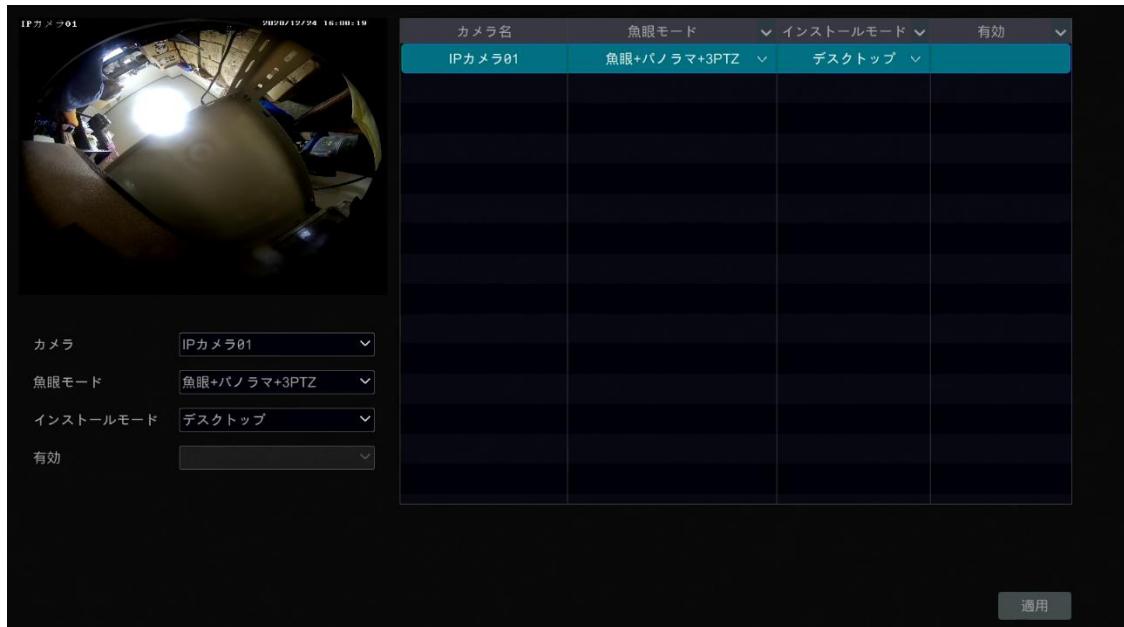 IPカメラ01 2020/12/24 16:00:19
カメラ名 魚眼モード インストールモード 有効
IPカメラ01 魚眼+パノラマ+3PTZ デスクトップ
カメラ IPカメラ01
魚眼モード 魚眼+パノラマ+3PTZ
インストールモード デスクトップ
有効
適用